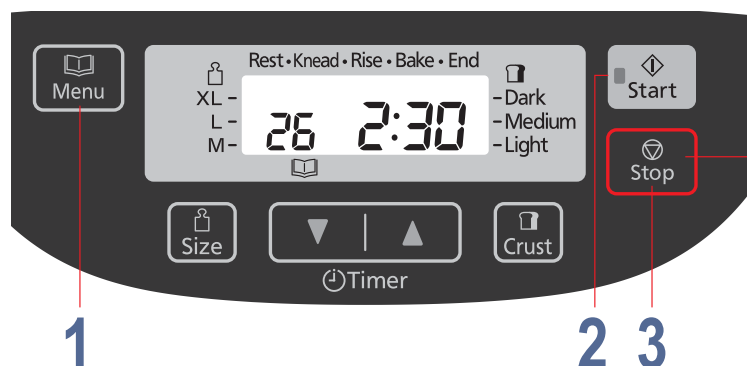 Menu
Rest • Knead • Rise • Bake • End
XL –
L –
M –
26 2:30
– Dark
– Medium
– Light
Start
Stop
Size
Timer
Crust
1
2
3